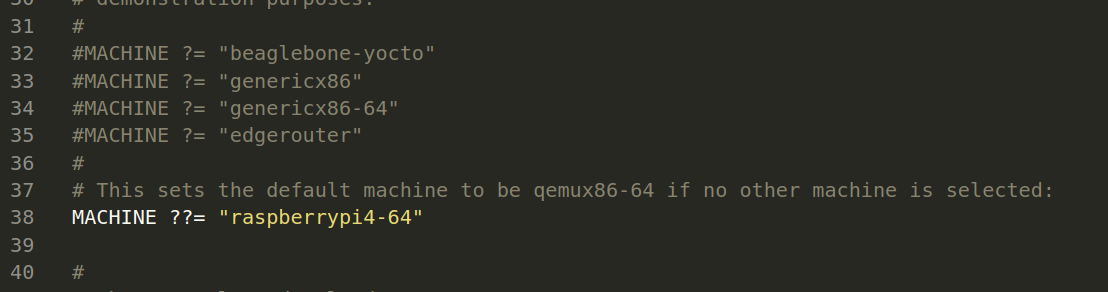 30 # demonstration purposes:
31 #
32 #MACHINE ?= "beaglebone-yocto"
33 #MACHINE ?= "genericx86"
34 #MACHINE ?= "genericx86-64"
35 #MACHINE ?= "edgerouter"
36 #
37 # This sets the default machine to be qemux86-64 if no other machine is selected:
38 MACHINE ??= "raspberrypi4-64"
39
40 #